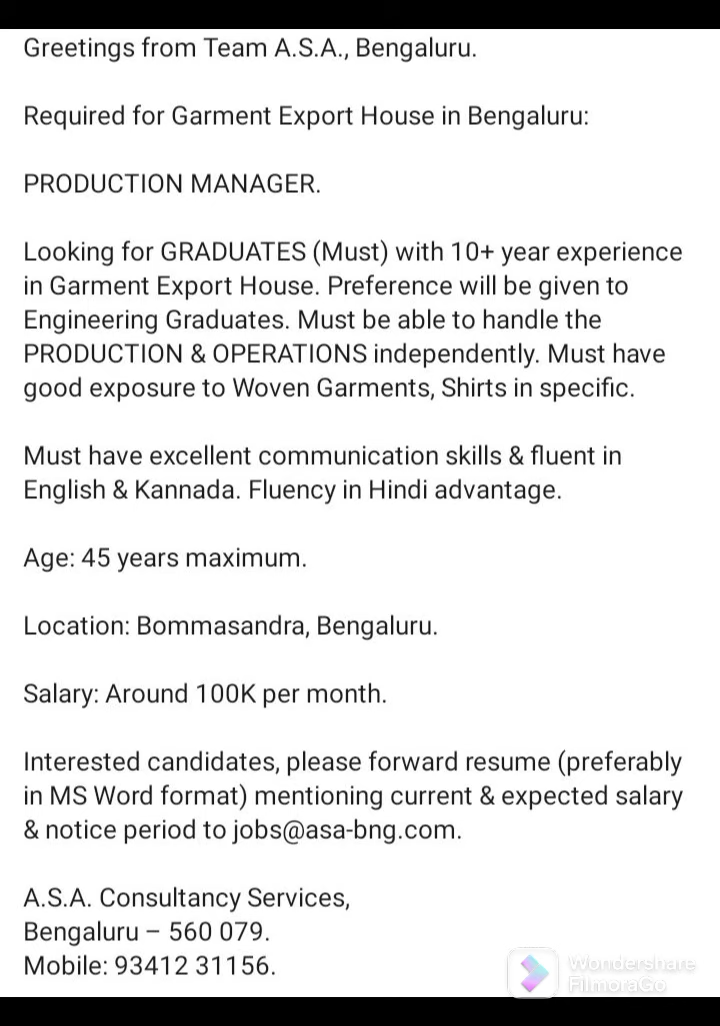 Greetings from Team A.S.A., Bengaluru.
Required for Garment Export House in Bengaluru:
PRODUCTION MANAGER.
Looking for GRADUATES (Must) with 10+ year experience
in Garment Export House. Preference will be given to
Engineering Graduates. Must be able to handle the
PRODUCTION & OPERATIONS independently. Must have
good exposure to Woven Garments, Shirts in specific.
Must have excellent communication skills & fluent in
English & Kannada. Fluency in Hindi advantage.
Age: 45 years maximum.
Location: Bommasandra, Bengaluru.
Salary: Around 100K per month.
Interested candidates, please forward resume (preferably
in MS Word format) mentioning current & expected salary
& notice period to jobs@asa-bng.com.
A.S.A. Consultancy Services,
Bengaluru – 560 079.
Mobile: 93412 31156.
Wondershare
FilmoraGo